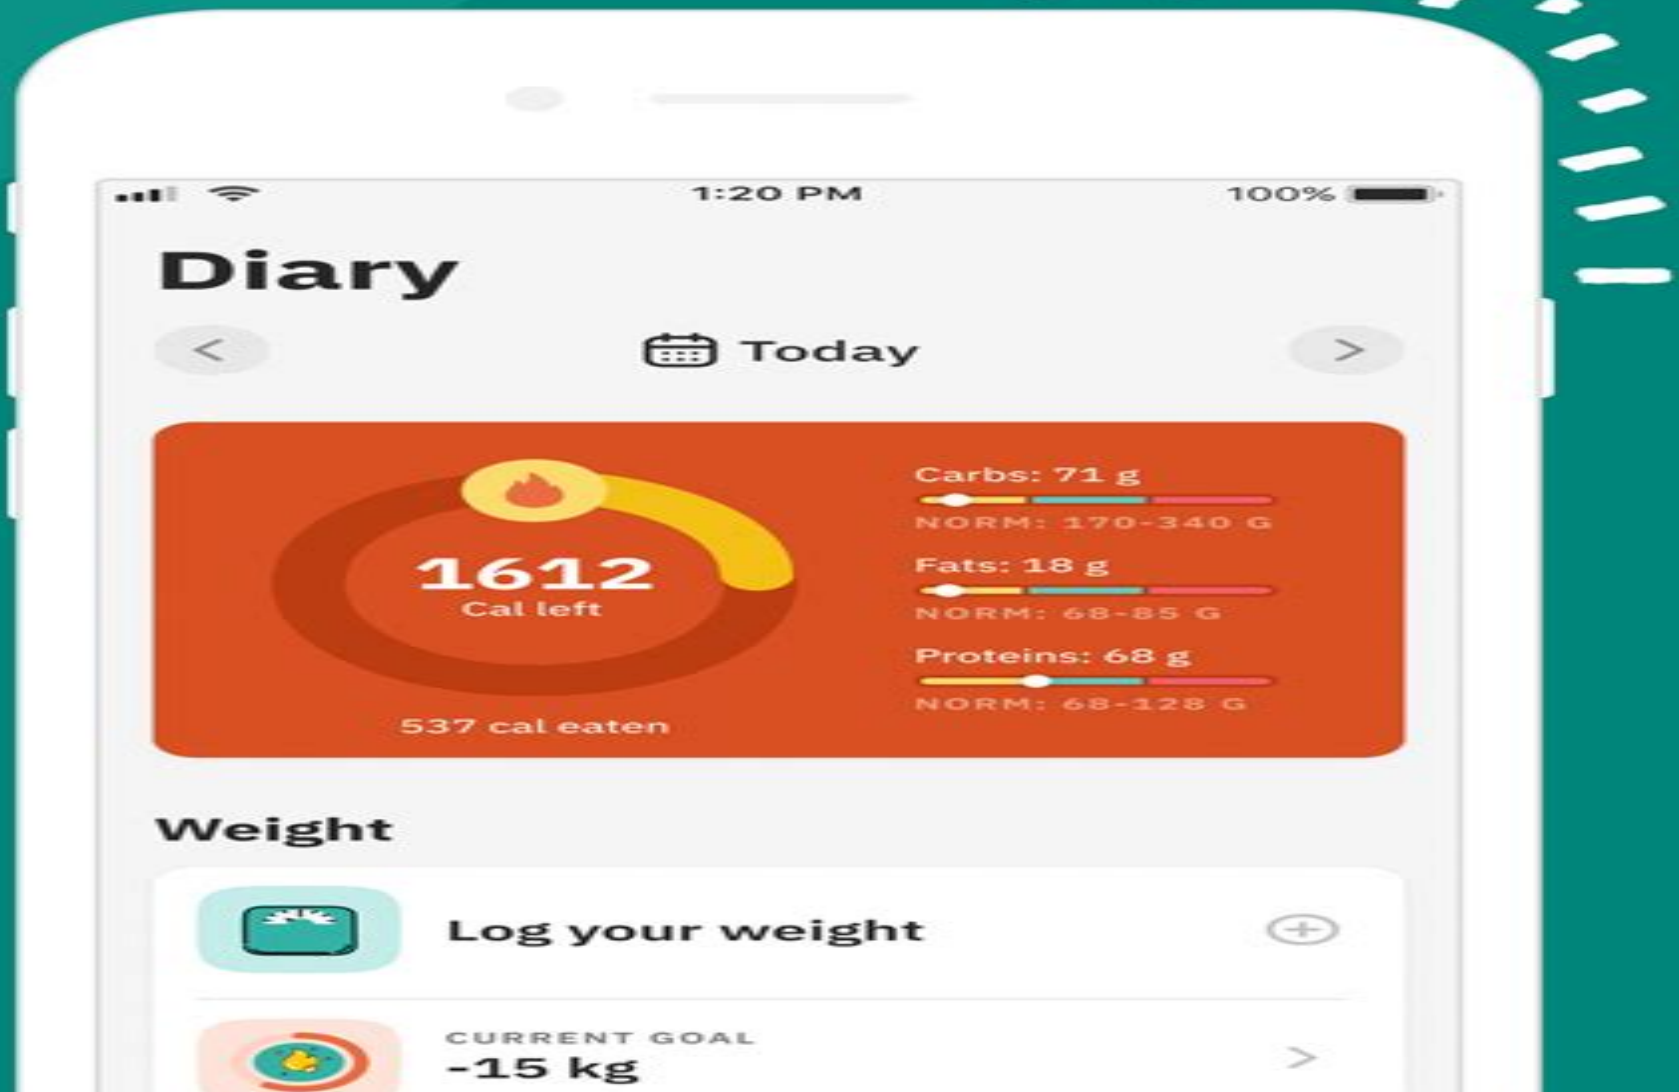 1:20 PM
100%
Diary
Today
1612
Cal left
537 cal eaten
Carbs: 71 g
NORM: 170-340 G
Fats: 18 g
NORM: 68-85 G
Proteins: 68 g
NORM: 68-128 G
Weight
Log your weight
CURRENT GOAL
-15 kg